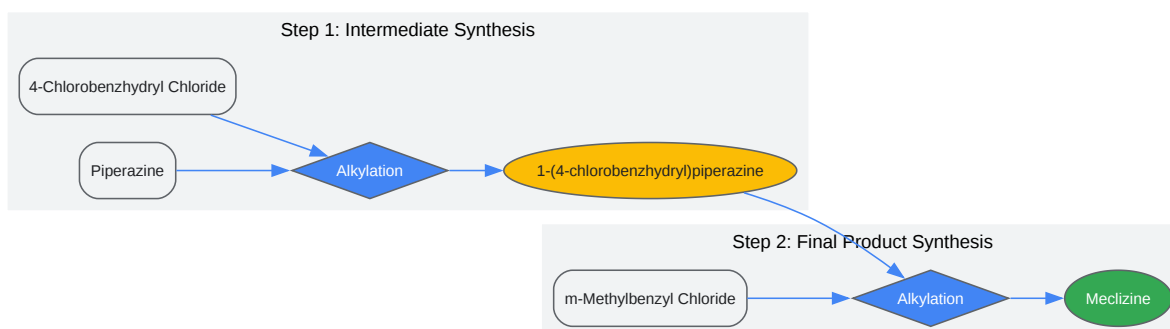 Step 1: Intermediate Synthesis
4-Chlorobenzhydryl Chloride
Piperazine
Alkylation
1-(4-chlorobenzhydryl)piperazine
Step 2: Final Product Synthesis
m-Methylbenzyl Chloride
Alkylation
Meclizine